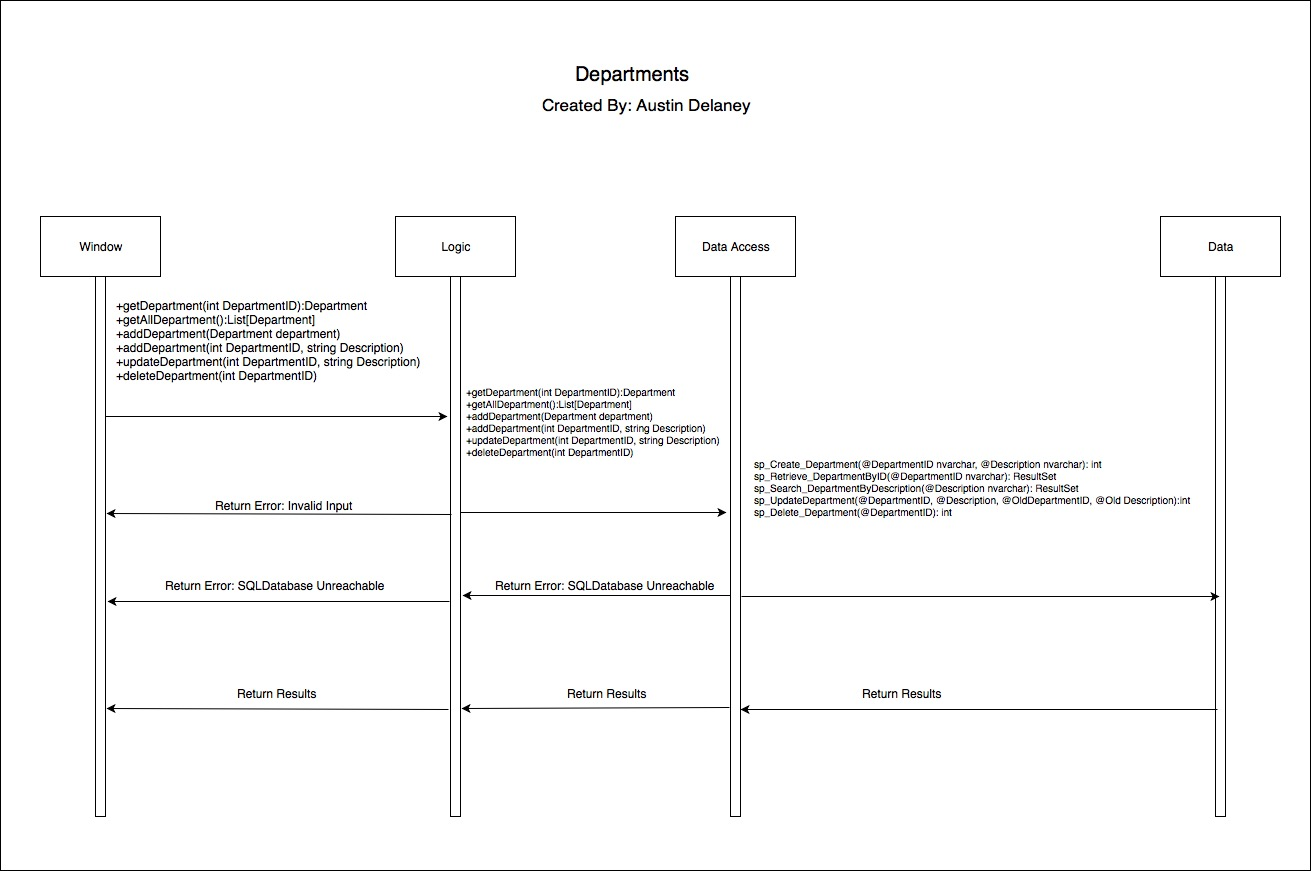 Departments
Created By: Austin Delaney
Window
Logic
Data Access
Data
+getDepartment(int DepartmentID):Department
+getAllDepartment():List[Department]
+addDepartment(Department department)
+addDepartment(int DepartmentID, string Description)
+updateDepartment(int DepartmentID, string Description)
+deleteDepartment(int DepartmentID)
+getDepartment(int DepartmentID):Department
+getAllDepartment():List[Department]
+addDepartment(Department department)
+addDepartment(int DepartmentID, string Description)
+updateDepartment(int DepartmentID, string Description)
+deleteDepartment(int DepartmentID)
sp_Create_Department(@DepartmentID nvarchar, @Description nvarchar): int
sp_Retrieve_DepartmentByID(@DepartmentID nvarchar): ResultSet
sp_Search_DepartmentByDescription(@Description nvarchar): ResultSet
sp_UpdateDepartment(@DepartmentID, @Description, @OldDepartmentID, @Old Description):int
sp_Delete_Department(@DepartmentID): int
Return Error: Invalid Input
Return Error: SQLDatabase Unreachable
Return Error: SQLDatabase Unreachable
Return Results
Return Results
Return Results